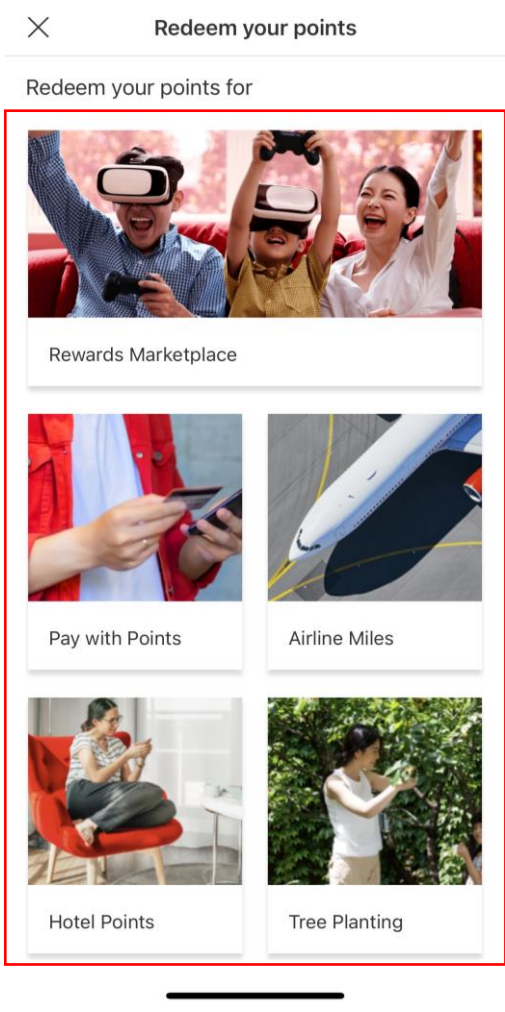 Redeem your points
Redeem your points for
Rewards Marketplace
Pay with Points
Airline Miles
Hotel Points
Tree Planting